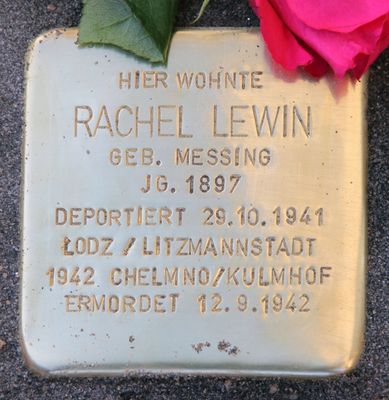 HIER WOHNTE
RACHEL LEWIN
GEB. MESSING
JG. 1897
DEPORTIERT 29.10.1941
ŁODZ / LITZMANNSTADT
1942 CHELMNO/KULMHOF
ERMORDET 12.9.1942